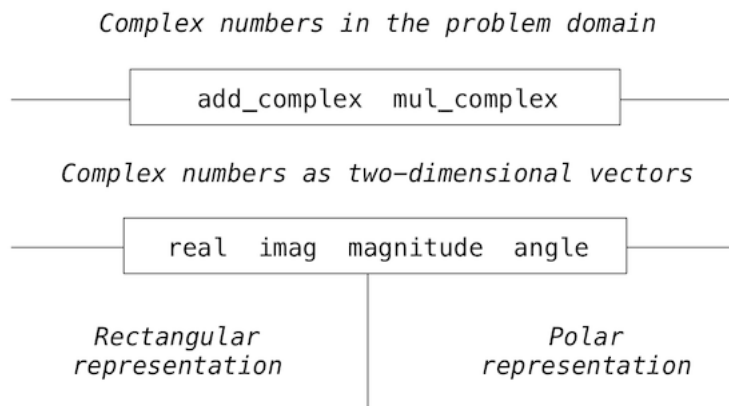 Complex numbers in the problem domain
add_complex mul_complex
Complex numbers as two-dimensional vectors
real imag magnitude angle
Rectangular
representation
Polar
representation